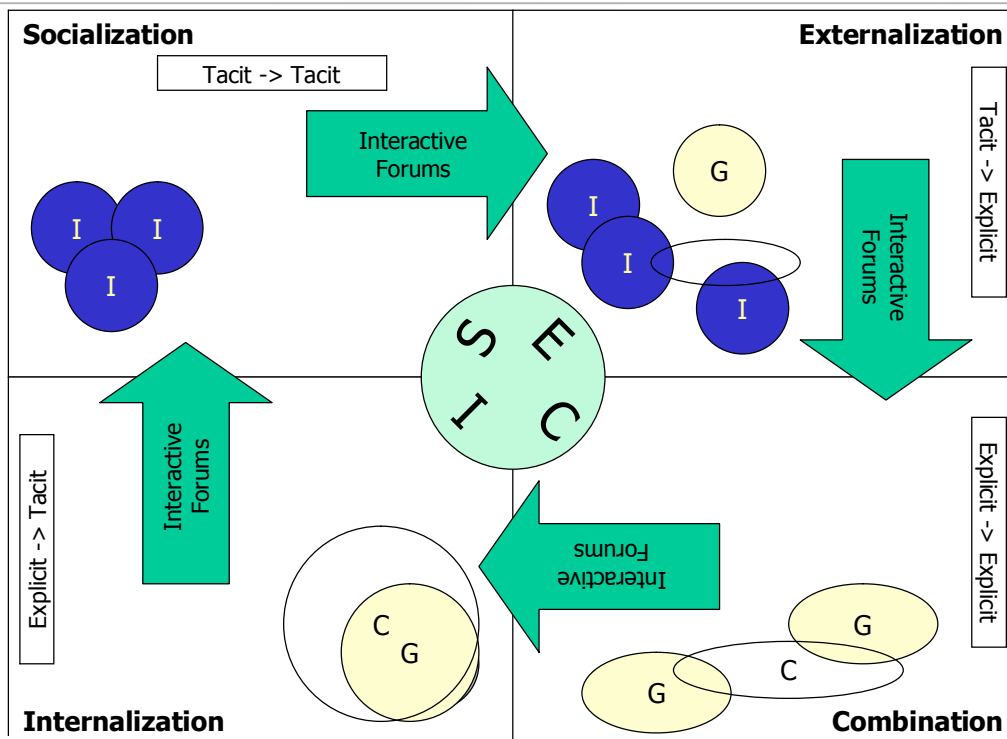 Socialization
Tacit -> Tacit
Interactive
Forums
I
I
I
Externalization
Tacit -> Explicit
G
I
I
I
Interactive
Forums
S
E
I
C
Explicit -> Tacit
Interactive
Forums
C
G
Internalization
Interactive
Forums
Explicit -> Explicit
G
C
G
Combination